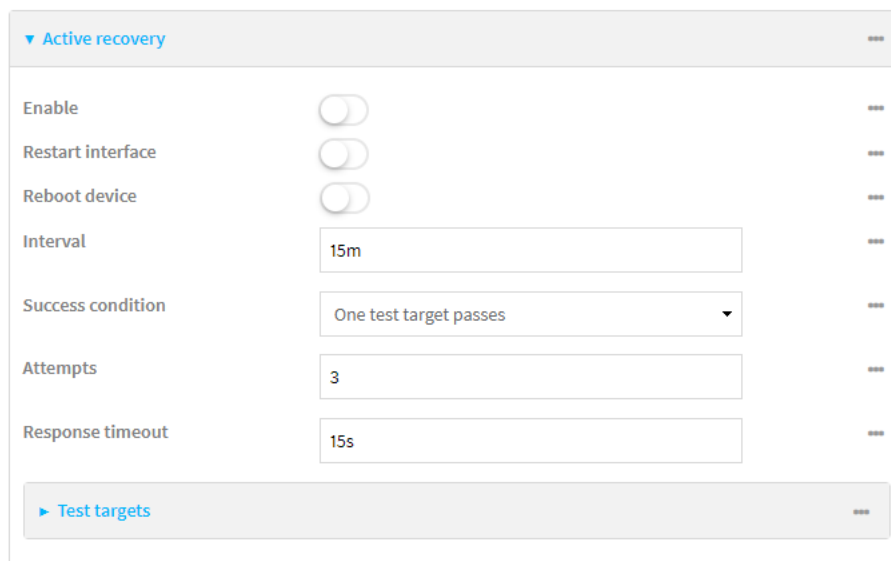 Active recovery
Enable
Restart interface
Reboot device
Interval 15m
Success condition One test target passes
Attempts 3
Response timeout 15s
Test targets